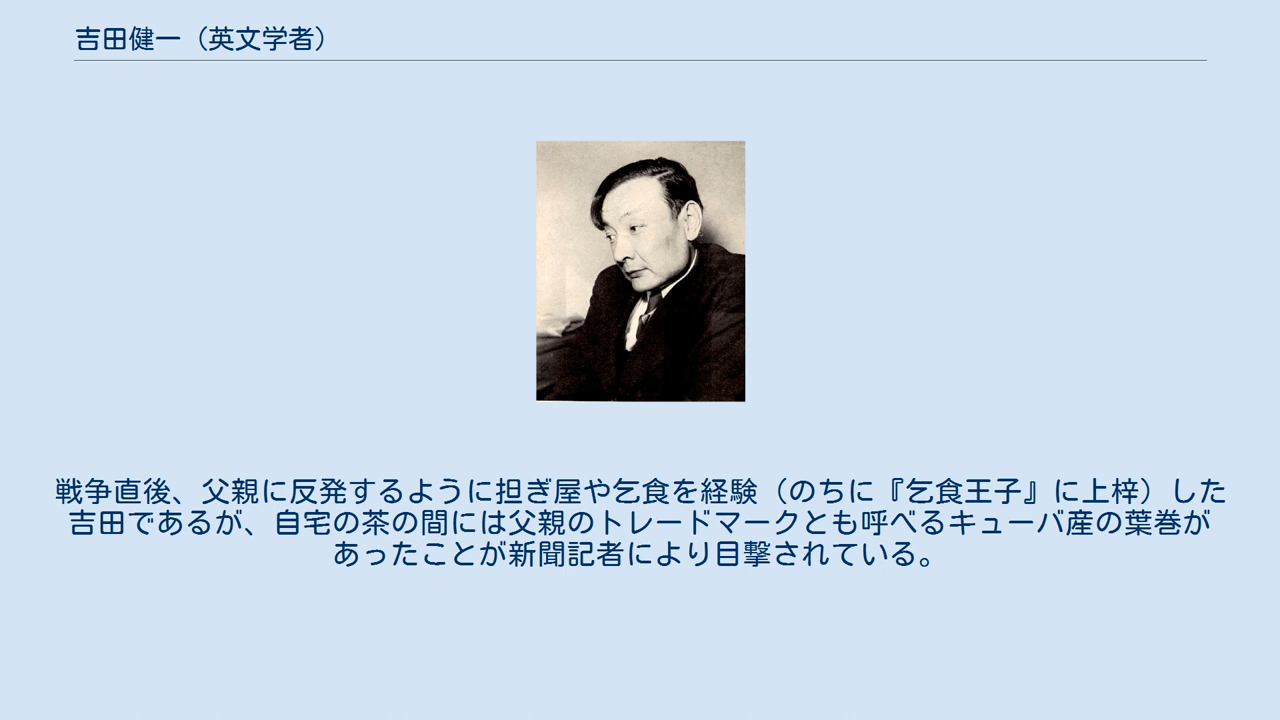 吉田健一（英文学者）
戦争直後、父親に反発するように担ぎ屋や乞食を経験（のちに『乞食王子』に上梓）した
吉田であるが、自宅の茶の間には父親のトレードマークとも呼べるキューバ産の葉巻が
あったことが新聞記者により目撃されている。